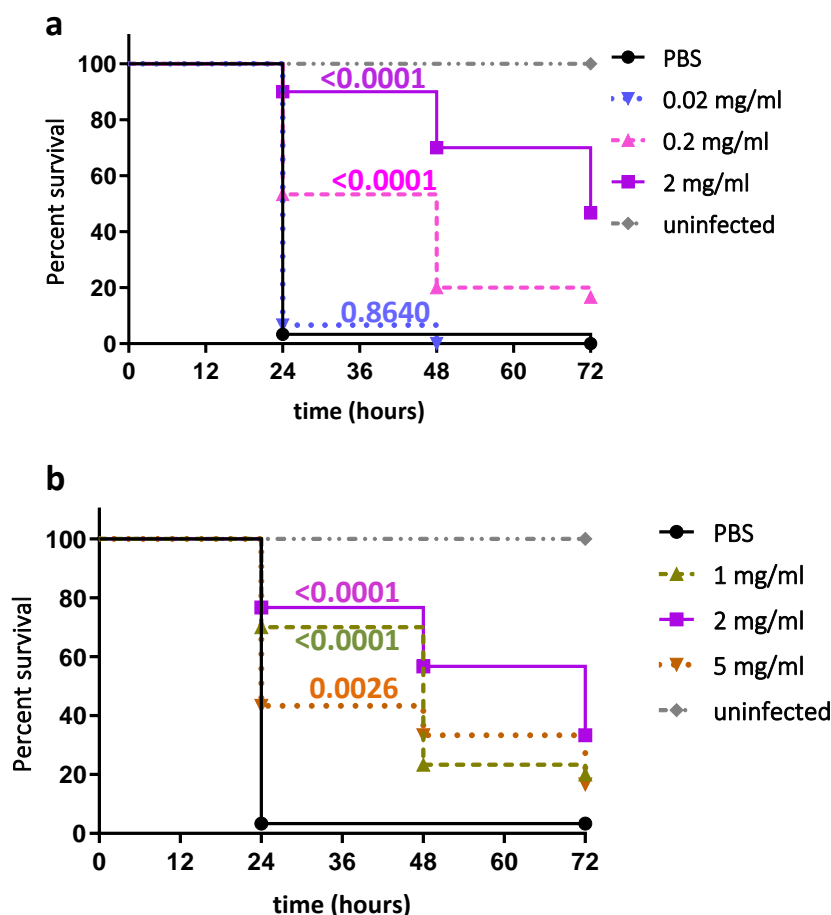 a
Percent survival
100
80
60
40
20
0
0 12 24 36 48 60 72
time (hours)
<0.0001
<0.0001
0.8640
PBS
0.02 mg/ml
0.2 mg/ml
2 mg/ml
uninfected
b
Percent survival
100
80
60
40
20
0
0 12 24 36 48 60 72
time (hours)
<0.0001
<0.0001
0.0026
PBS
1 mg/ml
2 mg/ml
5 mg/ml
uninfected